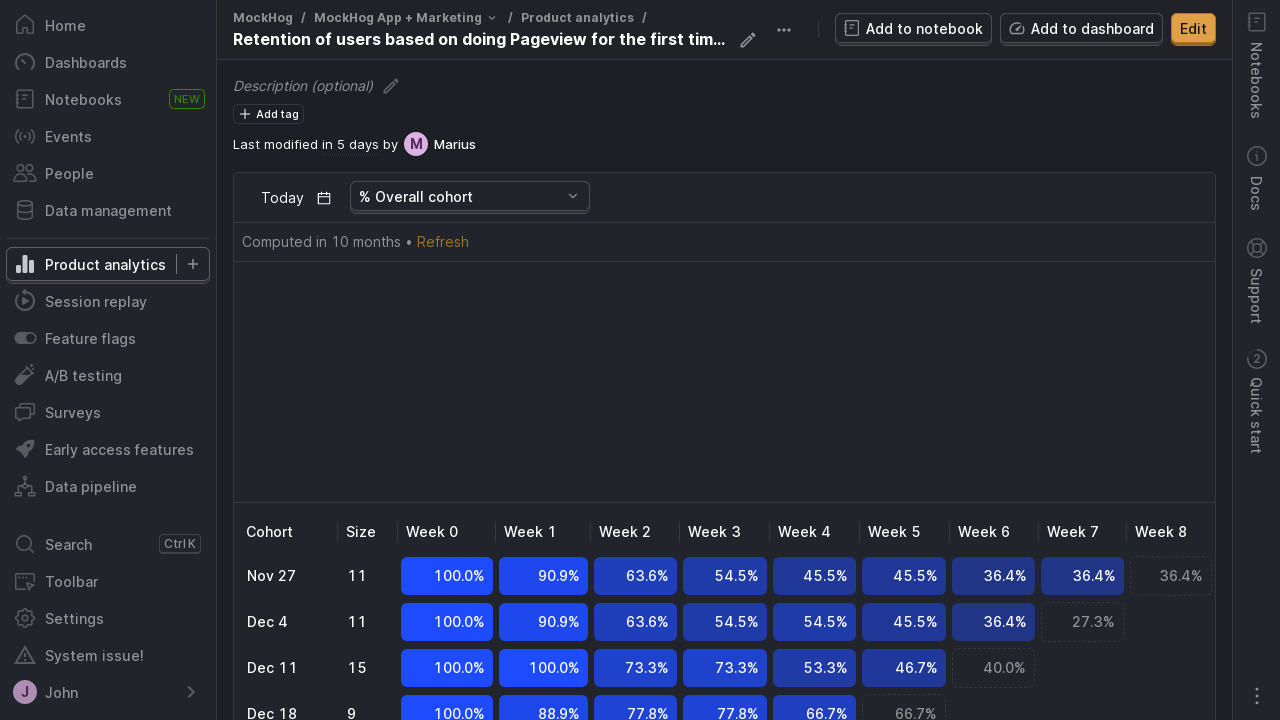 Home
Dashboards
Notebooks NEW
Events
People
Data management
Product analytics
Session replay
Feature flags
A/B testing
Surveys
Early access features
Data pipeline
Search Ctrl K
Toolbar
Settings
System issue!
J John
MockHog / MockHog App + Marketing / Product analytics /
Retention of users based on doing Pageview for the first tim...
Add to notebook
Add to dashboard
Edit
Description (optional)
Add tag
Last modified in 5 days by M Marius
Today
% Overall cohort
Computed in 10 months • Refresh
Cohort Size Week 0 Week 1 Week 2 Week 3 Week 4 Week 5 Week 6 Week 7 Week 8
Nov 27 11 100.0% 90.9% 63.6% 54.5% 45.5% 45.5% 36.4% 36.4% 36.4%
Dec 4 11 100.0% 90.9% 63.6% 54.5% 54.5% 45.5% 36.4% 27.3%
Dec 11 15 100.0% 100.0% 73.3% 73.3% 53.3% 46.7% 40.0%
Dec 18 9 100.0% 88.9% 77.8% 77.8% 66.7% 66.7%
Notebooks
Docs
Support
2 Quick start